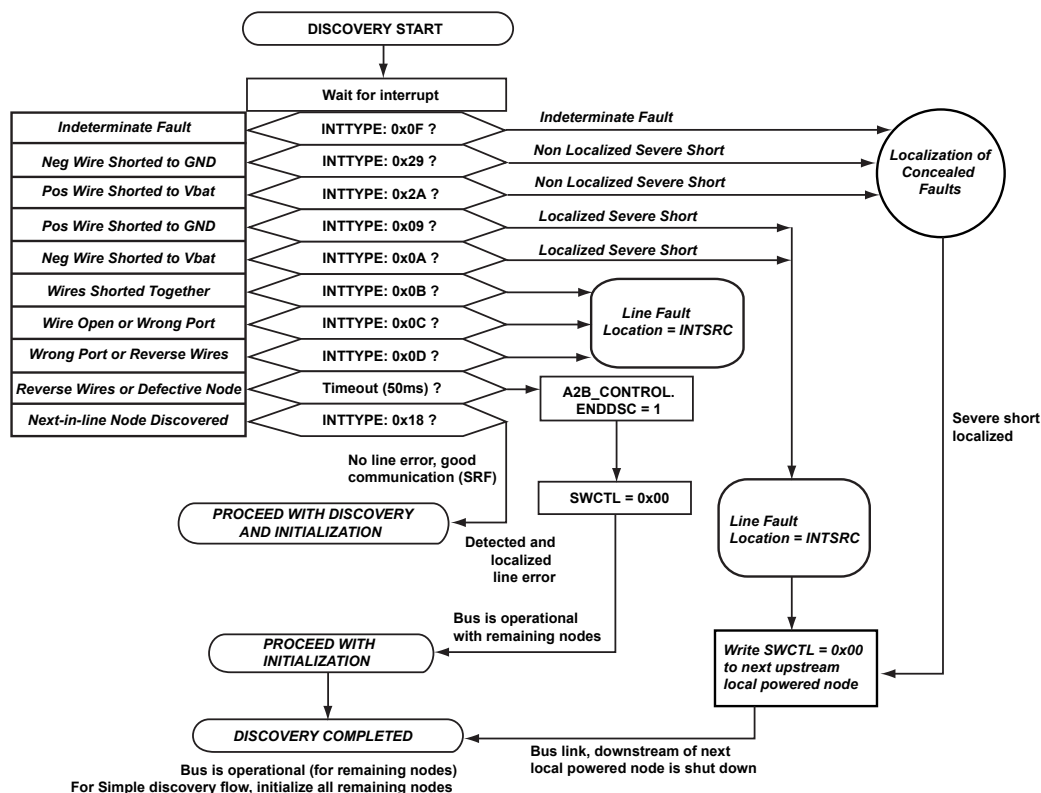 DISCOVERY START
Wait for interrupt
Indeterminate Fault
INTTYPE: 0x0F ?
Indeterminate Fault
Neg Wire Shorted to GND
INTTYPE: 0x29 ?
Non Localized Severe Short
Pos Wire Shorted to Vbat
INTTYPE: 0x2A ?
Non Localized Severe Short
Localization of
Concealed
Faults
Pos Wire Shorted to GND
INTTYPE: 0x09 ?
Localized Severe Short
Neg Wire Shorted to Vbat
INTTYPE: 0x0A ?
Localized Severe Short
Wires Shorted Together
INTTYPE: 0x0B ?
Wire Open or Wrong Port
INTTYPE: 0x0C ?
Wrong Port or Reverse Wires
INTTYPE: 0x0D ?
Line Fault
Location = INTSRC
Reverse Wires or Defective Node
Timeout (50ms) ?
A2B_CONTROL.
ENDDSC = 1
Next-in-line Node Discovered
INTTYPE: 0x18 ?
Severe short
localized
No line error, good
communication (SRF)
SWCTL = 0x00
PROCEED WITH DISCOVERY
AND INITIALIZATION
Line Fault
Location = INTSRC
Detected and
localized
line error
Bus is operational
with remaining nodes
PROCEED WITH
INITIALIZATION
Write SWCTL = 0x00
to next upstream
local powered node
DISCOVERY COMPLETED
Bus link, downstream of next
local powered node is shut down
Bus is operational (for remaining nodes)
For Simple discovery flow, initialize all remaining nodes